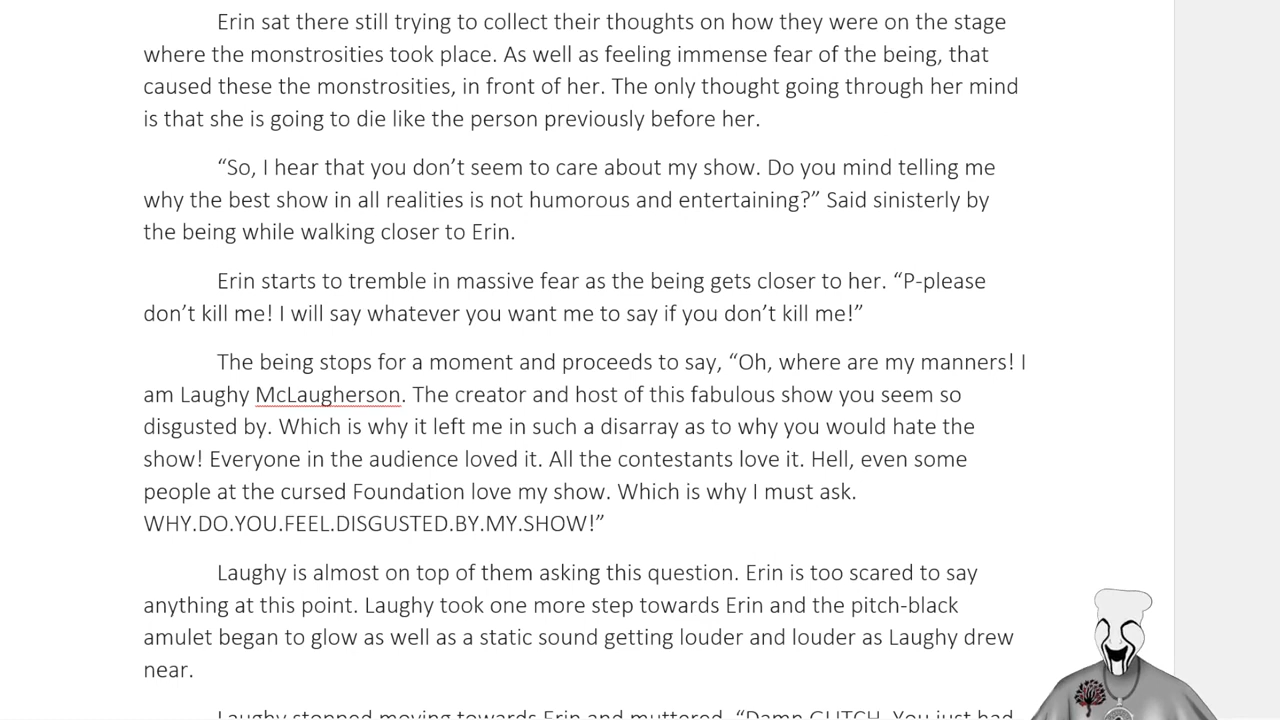 Erin sat there still trying to collect their thoughts on how they were on the stage
where the monstrosities took place. As well as feeling immense fear of the being, that
caused these the monstrosities, in front of her. The only thought going through her mind
is that she is going to die like the person previously before her.
“So, I hear that you don’t seem to care about my show. Do you mind telling me
why the best show in all realities is not humorous and entertaining?” Said sinisterly by
the being while walking closer to Erin.
Erin starts to tremble in massive fear as the being gets closer to her. “P-please
don’t kill me! I will say whatever you want me to say if you don’t kill me!”
The being stops for a moment and proceeds to say, “Oh, where are my manners! I
am Laughy McLaugherson. The creator and host of this fabulous show you seem so
disgusted by. Which is why it left me in such a disarray as to why you would hate the
show! Everyone in the audience loved it. All the contestants love it. Hell, even some
people at the cursed Foundation love my show. Which is why I must ask.
WHY.DO.YOU.FEEL.DISGUSTED.BY.MY.SHOW!”
Laughy is almost on top of them asking this question. Erin is too scared to say
anything at this point. Laughy took one more step towards Erin and the pitch-black
amulet began to glow as well as a static sound getting louder and louder as Laughy drew
near.
Laughy stopped moving towards Erin and muttered, “Damn GLITCH. You just had